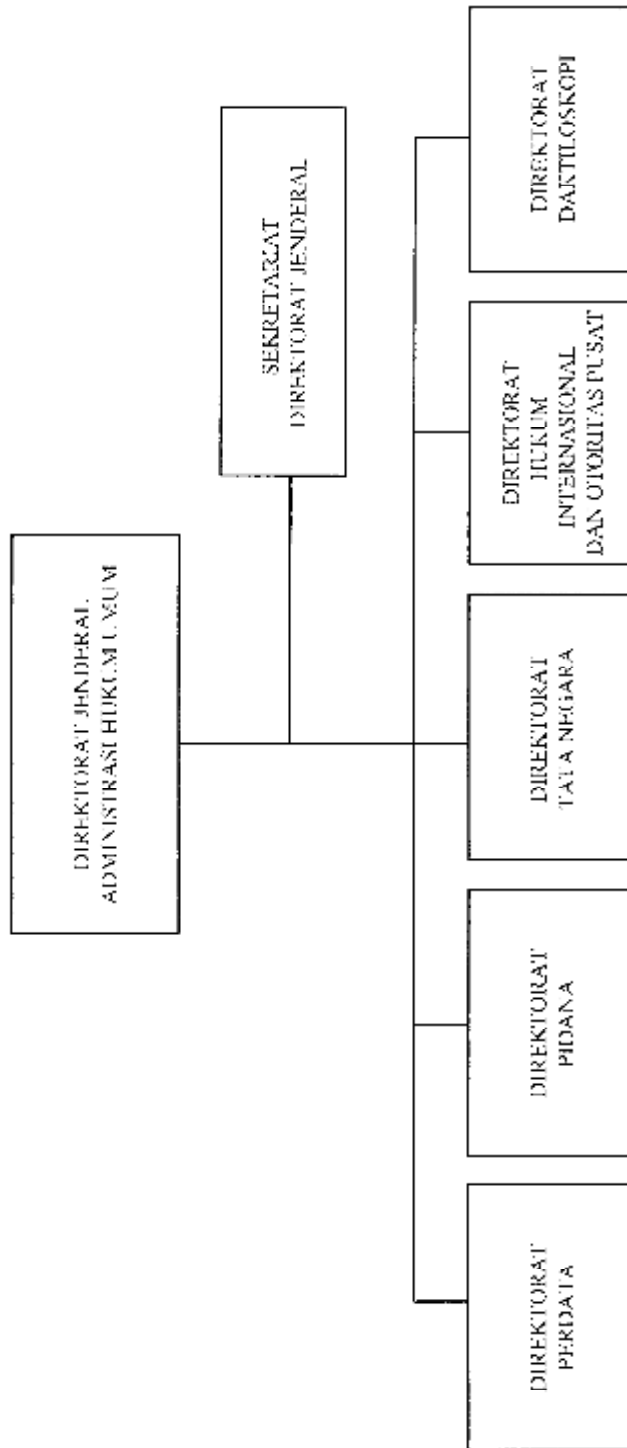 DIREKTORAT JENDERAL
ADMINISTRASI HUKUM UMUM
SEKRETARIAT
DIREKTORAT JENDERAL
DIREKTORAT
PERDATA
DIREKTORAT
PIDANA
DIREKTORAT
TATA NEGARA
DIREKTORAT
HUKUM
INTERNASIONAL
DAN OTORITAS PUSAT
DIREKTORAT
DAKTILOSKOPI